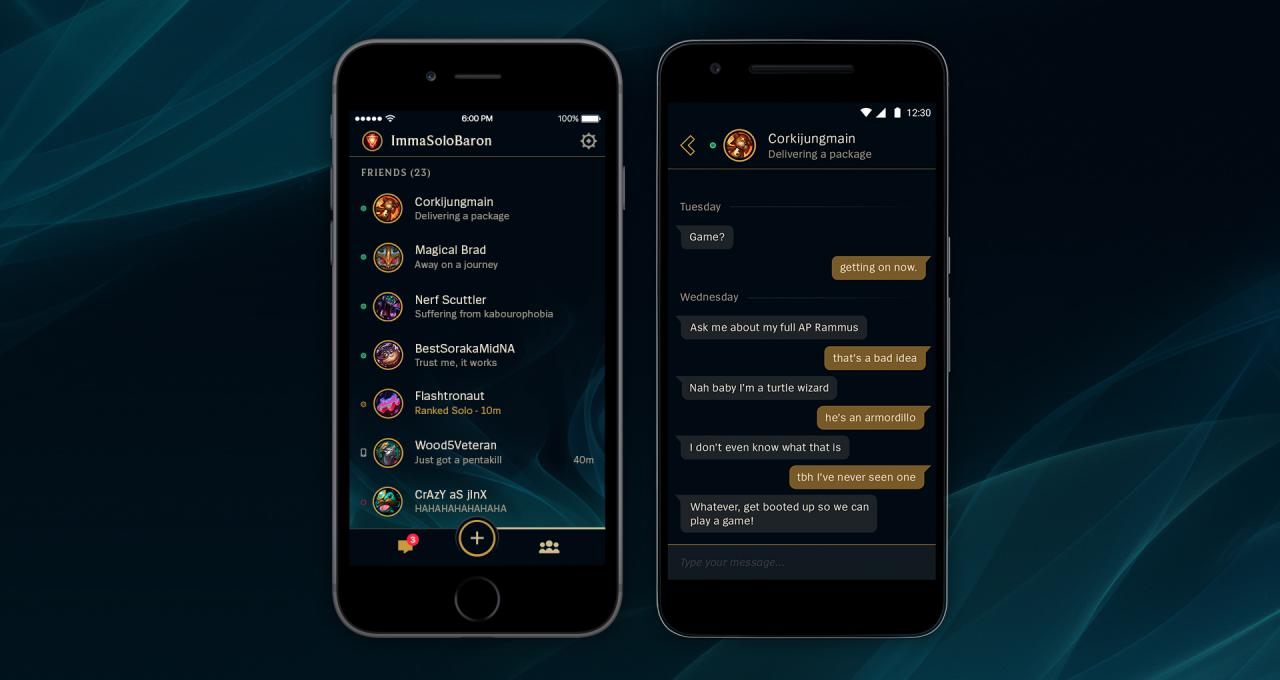 6:00 PM
100%
ImmaSoloBaron
FRIENDS (23)
Corkijungmain
Delivering a package
Magical Brad
Away on a journey
Nerf Scuttler
Suffering from kabourophobia
BestSorakaMidNA
Trust me, it works
Flashtronaut
Ranked Solo - 10m
Wood5Veteran
Just got a pentakill
40m
CrAzY aS jInX
HAHAHAHAHAHAHA
3
12:30
Corkijungmain
Delivering a package
Tuesday
Game?
getting on now.
Wednesday
Ask me about my full AP Rammus
that's a bad idea
Nah baby I'm a turtle wizard
he's an armordillo
I don't even know what that is
tbh I've never seen one
Whatever, get booted up so we can
play a game!
Type your message...